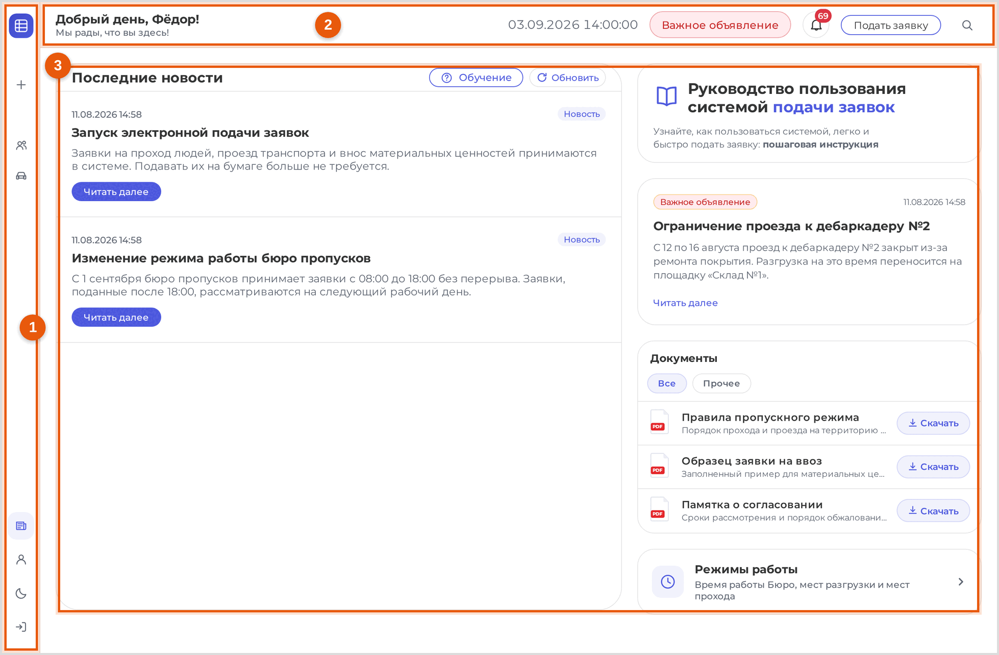 Добрый день, Фёдор!
Мы рады, что вы здесь!
2
03.09.2026 14:00:00
Важное объявление
69
Подать заявку
3
Последние новости
Обучение
Обновить
11.08.2026 14:58
Новость
Запуск электронной подачи заявок
Заявки на проход людей, проезд транспорта и внос материальных ценностей принимаются
в системе. Подавать их на бумаге больше не требуется.
Читать далее
11.08.2026 14:58
Новость
Изменение режима работы бюро пропусков
С 1 сентября бюро пропусков принимает заявки с 08:00 до 18:00 без перерыва. Заявки,
поданные после 18:00, рассматриваются на следующий рабочий день.
Читать далее
1
Руководство пользования
системой подачи заявок
Узнайте, как пользоваться системой, легко и
быстро подать заявку: пошаговая инструкция
Важное объявление
11.08.2026 14:58
Ограничение проезда к дебаркадеру №2
С 12 по 16 августа проезд к дебаркадеру №2 закрыт из-за
ремонта покрытия. Разгрузка на это время переносится на
площадку «Склад №1».
Читать далее
Документы
Все
Прочее
PDF
Правила пропускного режима
Порядок прохода и проезда на территорию ...
Скачать
PDF
Образец заявки на ввоз
Заполненный пример для материальных це...
Скачать
PDF
Памятка о согласовании
Сроки рассмотрения и порядок обжаловани...
Скачать
Режимы работы
Время работы Бюро, мест разгрузки и мест
прохода